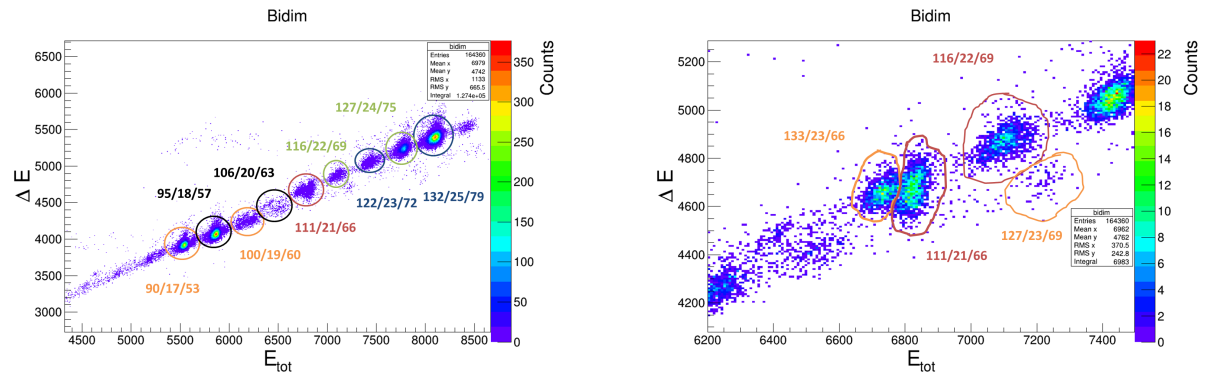 Bidim
Counts
Δ E
6500
6000
5500
5000
4500
4000
3500
3000
bidim
Entries 164360
Mean x 6979
Mean y 4742
RMS x 1133
RMS y 665.5
Integral 1.274e+05
350
300
250
200
150
100
50
0
127/24/75
116/22/69
106/20/63
95/18/57
132/25/79
122/23/72
111/21/66
100/19/60
90/17/53
4500 5000 5500 6000 6500 7000 7500 8000 8500
E tot
Bidim
Counts
Δ E
5200
5000
4800
4600
4400
4200
22
20
18
16
14
12
10
8
6
4
2
0
116/22/69
133/23/66
127/23/69
111/21/66
bidim
Entries 164360
Mean x 6962
Mean y 4762
RMS x 370.5
RMS y 242.8
Integral 6983
6200 6400 6600 6800 7000 7200 7400
E tot